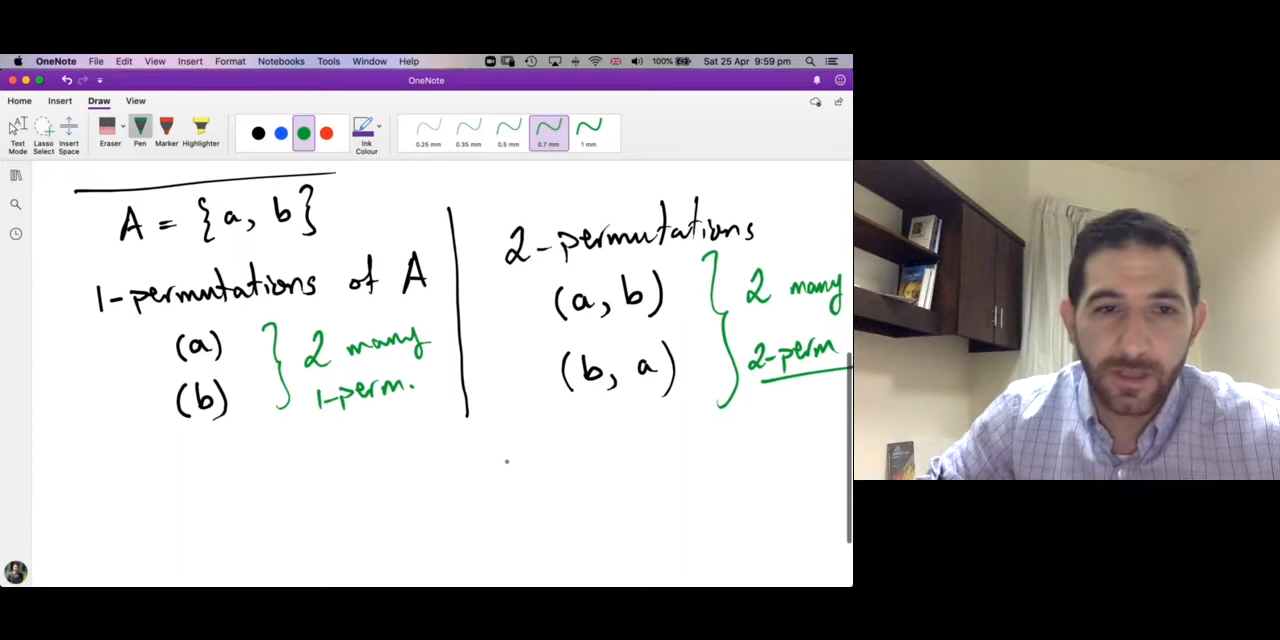 OneNote File Edit View Insert Format Notebooks Tools Window Help 100% Sat 25 Apr 9:59 pm
OneNote
Home Insert Draw View
Text Mode Lasso Select Insert Space Eraser Pen Marker Highlighter Ink Colour 0.25 mm 0.35 mm 0.5 mm 0.7 mm 1 mm
A = {a, b}
1-permutations of A
(a)
(b)
2 many
1-perm.
2-permutations
(a, b)
(b, a)
2 many
2-perm